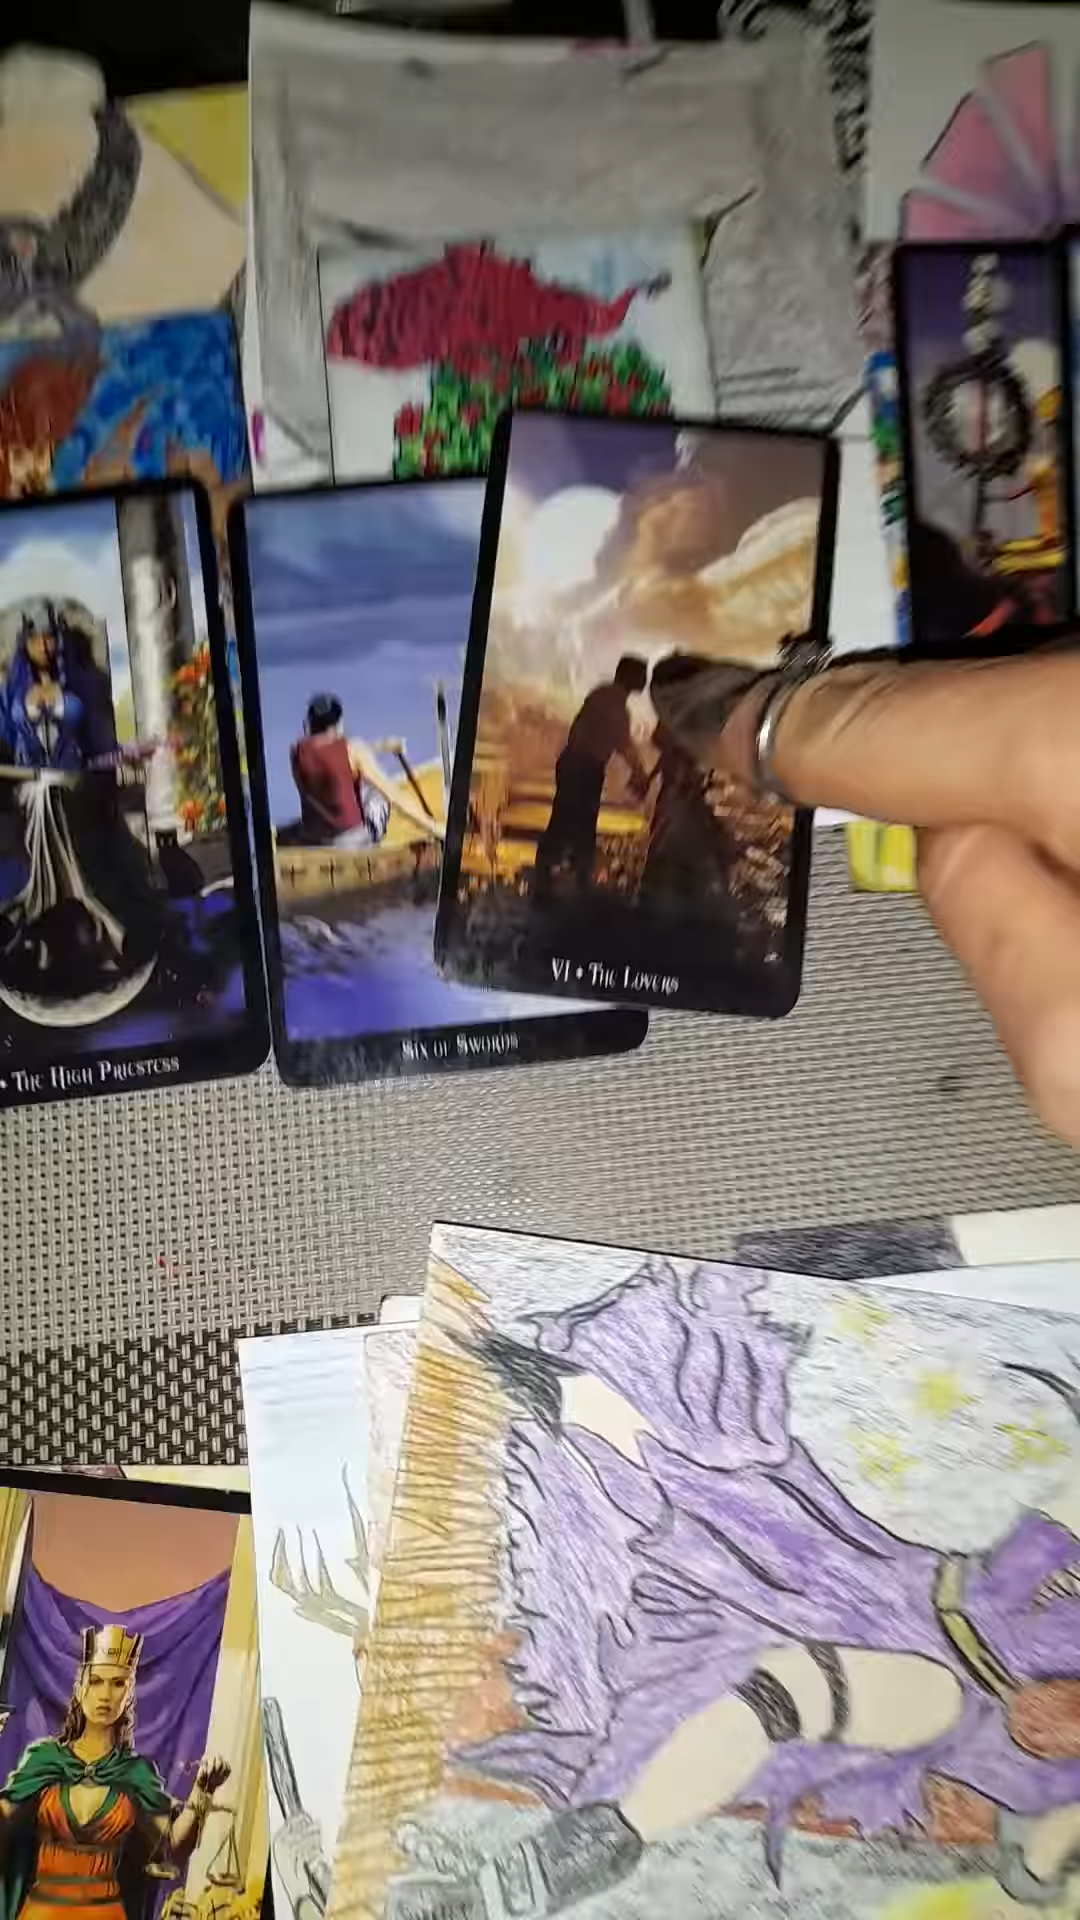 • The High Priestess
Six of Swords
VI • The Lovers